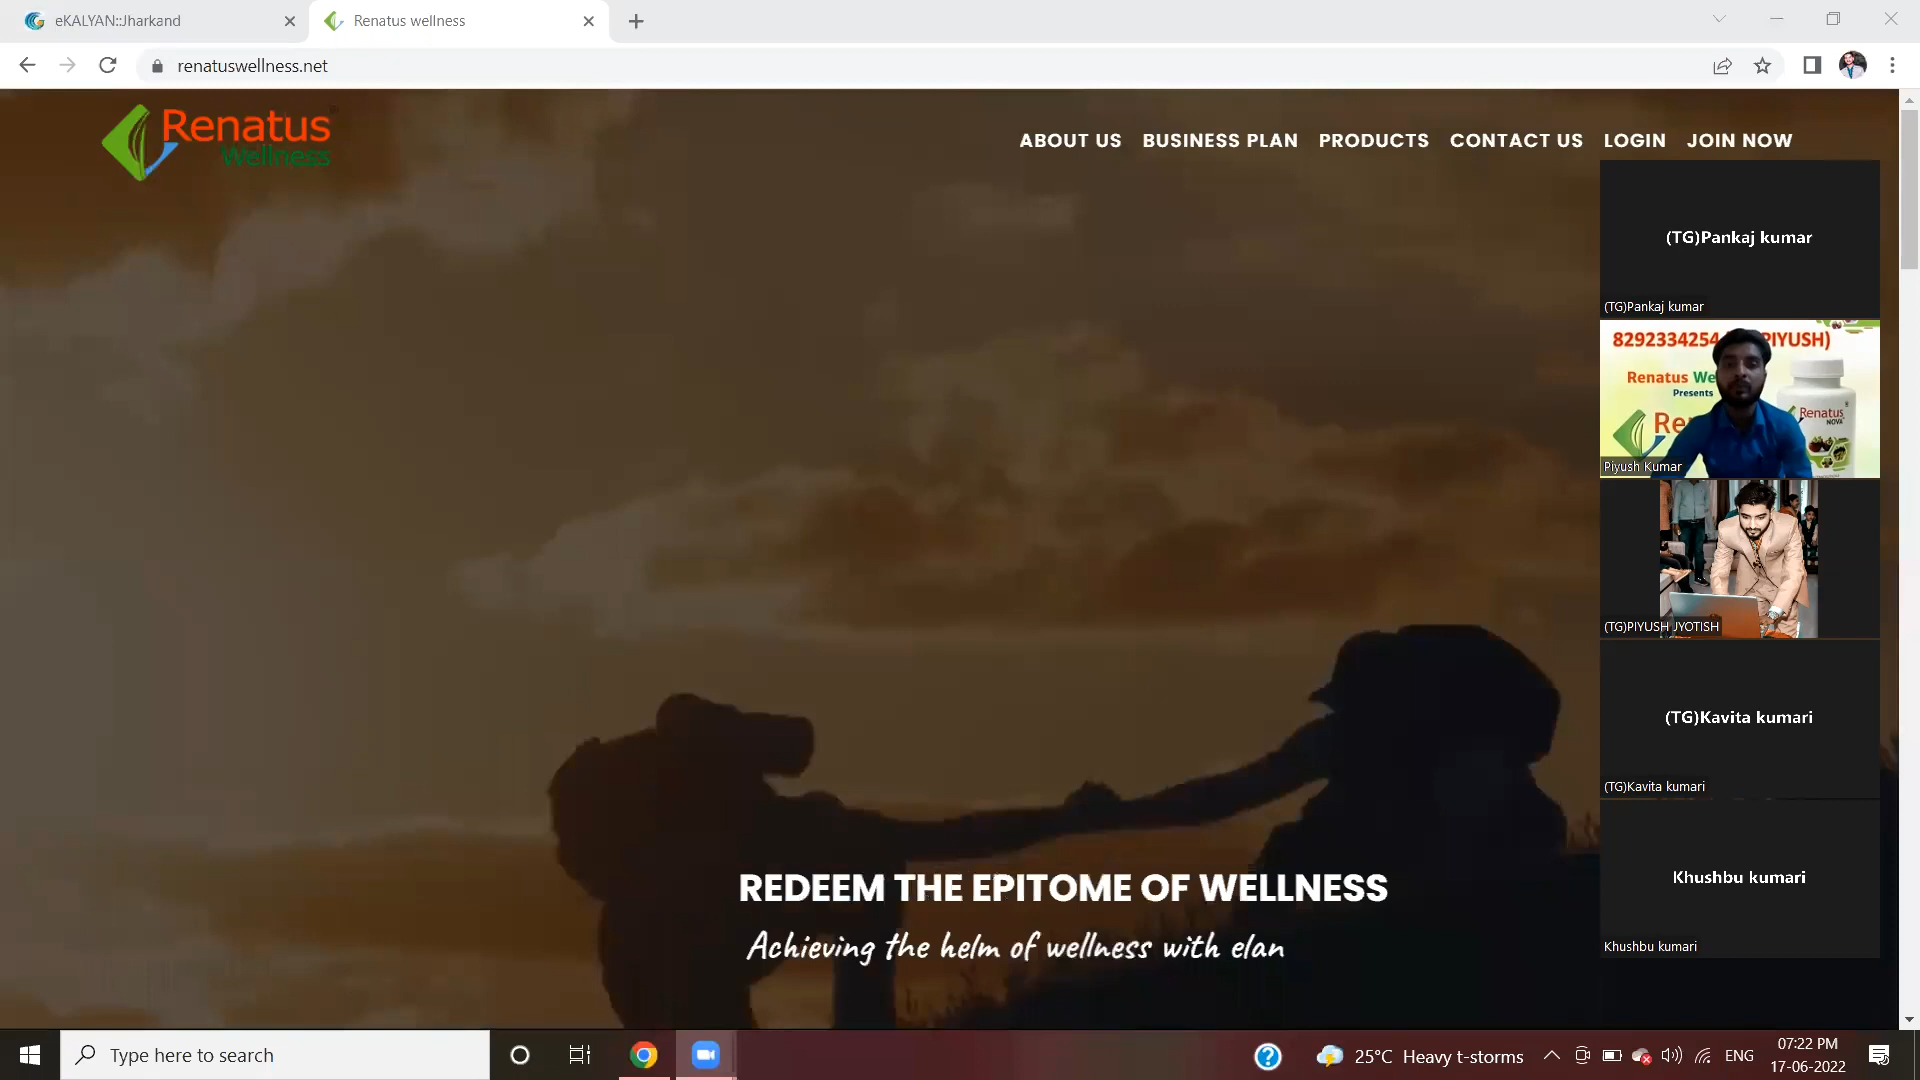 eKALYAN::Jharkand
Renatus wellness
renatuswellness.net
Renatus
Wellness
ABOUT US
BUSINESS PLAN
PRODUCTS
CONTACT US
LOGIN
JOIN NOW
(TG)Pankaj kumar
(TG)Pankaj kumar
8292334254
PIYUSH)
Renatus We
Presents
Re
Renatus
NOVA
Piyush Kumar
(TG)PIYUSH JYOTISH
(TG)Kavita kumari
(TG)Kavita kumari
Khushbu kumari
Khushbu kumari
REDEEM THE EPITOME OF WELLNESS
Achieving the helm of wellness with elan
Type here to search
25°C Heavy t-storms
ENG
07:22 PM
17-06-2022